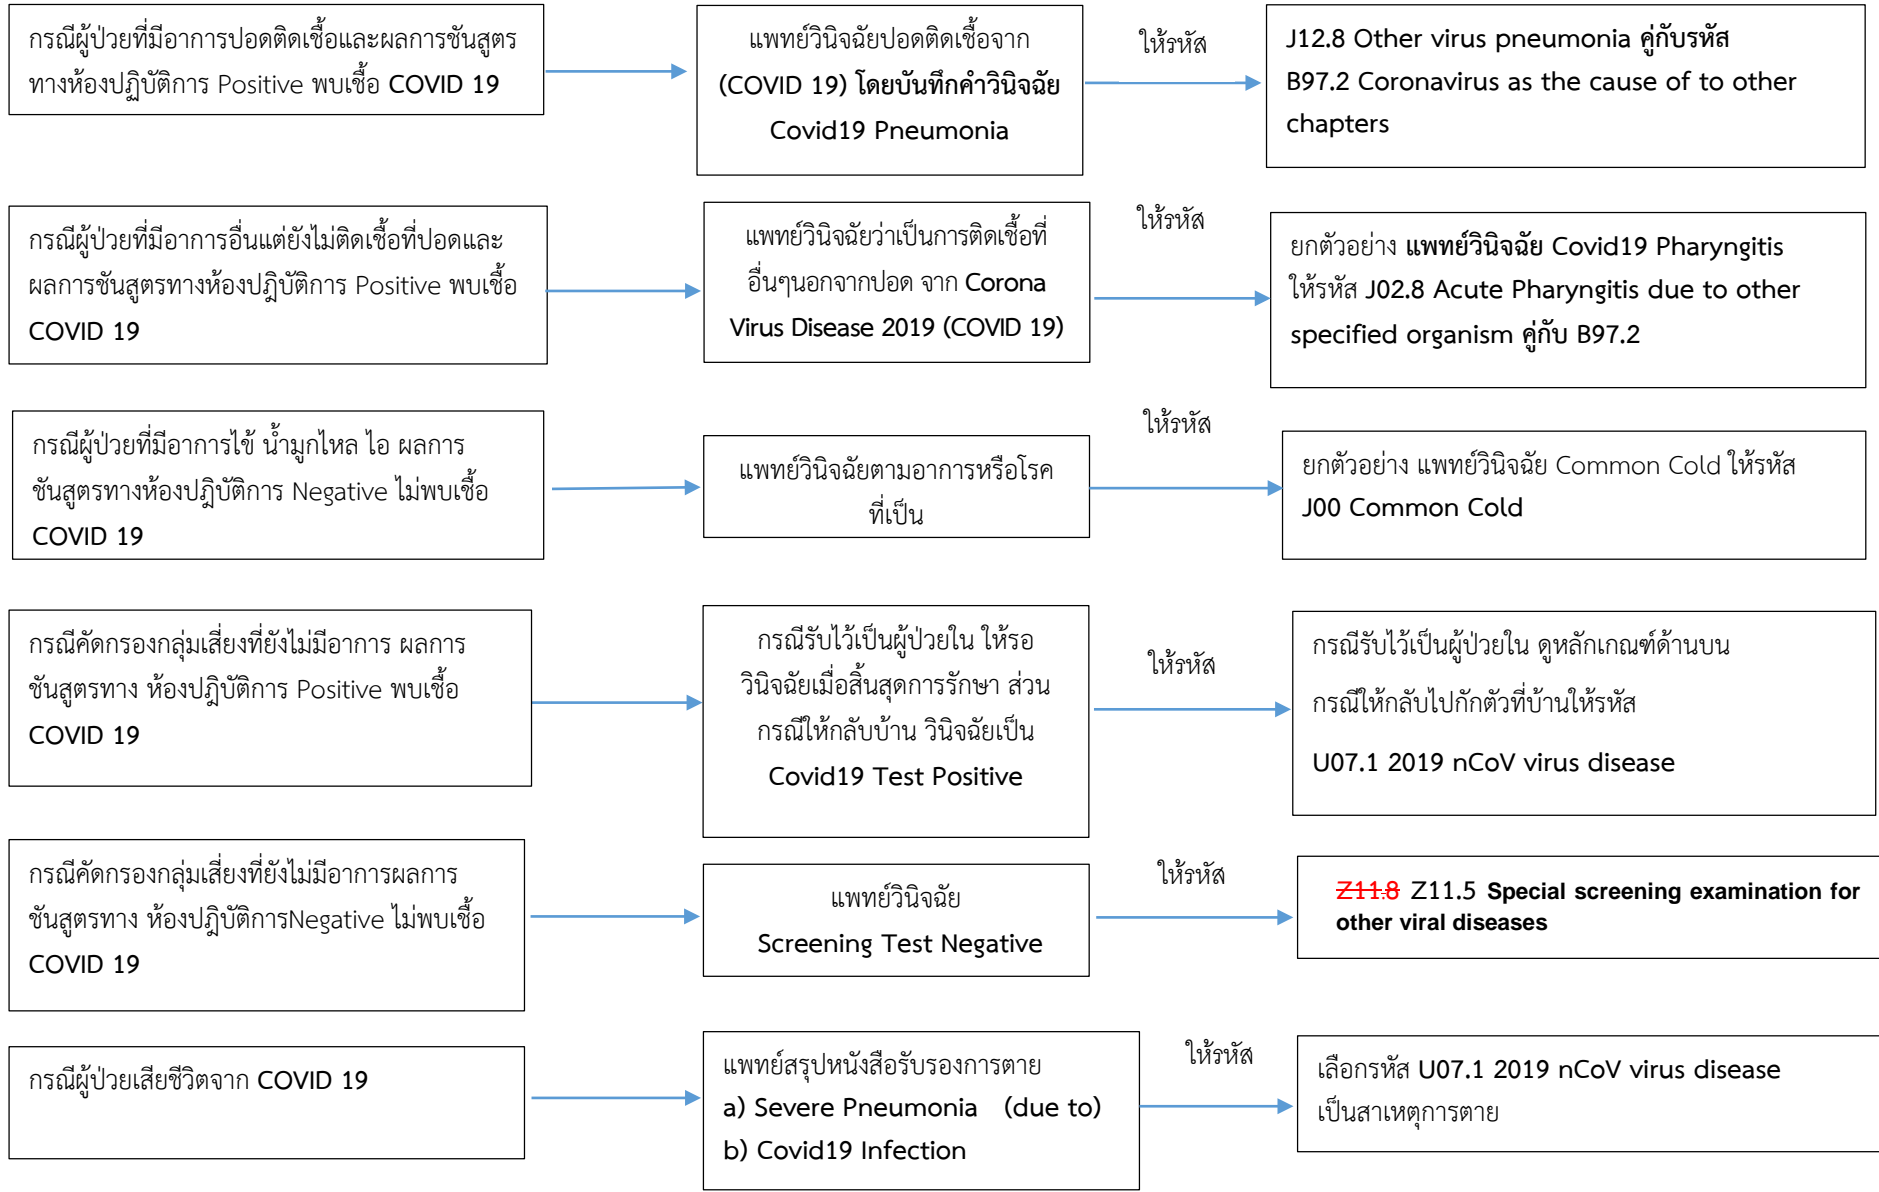 กรณีผู้ป่วยที่มีอาการปอดติดเชื้อและผลการชันสูตร
ทางห้องปฏิบัติการ Positive พบเชื้อ COVID 19
แพทย์วินิจฉัยปอดติดเชื้อจาก
(COVID 19) โดยบันทึกคำวินิจฉัย
Covid19 Pneumonia
ให้รหัส
J12.8 Other virus pneumonia คู่กับรหัส
B97.2 Coronavirus as the cause of to other
chapters
กรณีผู้ป่วยที่มีอาการอื่นแต่ยังไม่ติดเชื้อที่ปอดและ
ผลการชันสูตรทางห้องปฎิบัติการ Positive พบเชื้อ
COVID 19
แพทย์วินิจฉัยว่าเป็นการติดเชื้อที่
อื่นๆนอกจากปอด จาก Corona
Virus Disease 2019 (COVID 19)
ให้รหัส
ยกตัวอย่าง แพทย์วินิจฉัย Covid19 Pharyngitis
ให้รหัส J02.8 Acute Pharyngitis due to other
specified organism คู่กับ B97.2
กรณีผู้ป่วยที่มีอาการไข้ น้ำมูกไหล ไอ ผลการ
ชันสูตรทางห้องปฎิบัติการ Negative ไม่พบเชื้อ
COVID 19
แพทย์วินิจฉัยตามอาการหรือโรค
ที่เป็น
ให้รหัส
ยกตัวอย่าง แพทย์วินิจฉัย Common Cold ให้รหัส
J00 Common Cold
กรณีคัดกรองกลุ่มเสี่ยงที่ยังไม่มีอาการ ผลการ
ชันสูตรทาง ห้องปฎิบัติการ Positive พบเชื้อ
COVID 19
กรณีรับไว้เป็นผู้ป่วยใน ให้รอ
วินิจฉัยเมื่อสิ้นสุดการรักษา ส่วน
กรณีให้กลับบ้าน วินิจฉัยเป็น
Covid19 Test Positive
ให้รหัส
กรณีรับไว้เป็นผู้ป่วยใน ดูหลักเกณฑ์ด้านบน
กรณีให้กลับไปกักตัวที่บ้านให้รหัส
U07.1 2019 nCoV virus disease
กรณีคัดกรองกลุ่มเสี่ยงที่ยังไม่มีอาการผลการ
ชันสูตรทาง ห้องปฎิบัติการNegative ไม่พบเชื้อ
COVID 19
แพทย์วินิจฉัย
Screening Test Negative
ให้รหัส
Z11.8 Z11.5 Special screening examination for
other viral diseases
กรณีผู้ป่วยเสียชีวิตจาก COVID 19
แพทย์สรุปหนังสือรับรองการตาย
a) Severe Pneumonia (due to)
b) Covid19 Infection
ให้รหัส
เลือกรหัส U07.1 2019 nCoV virus disease
เป็นสาเหตุการตาย